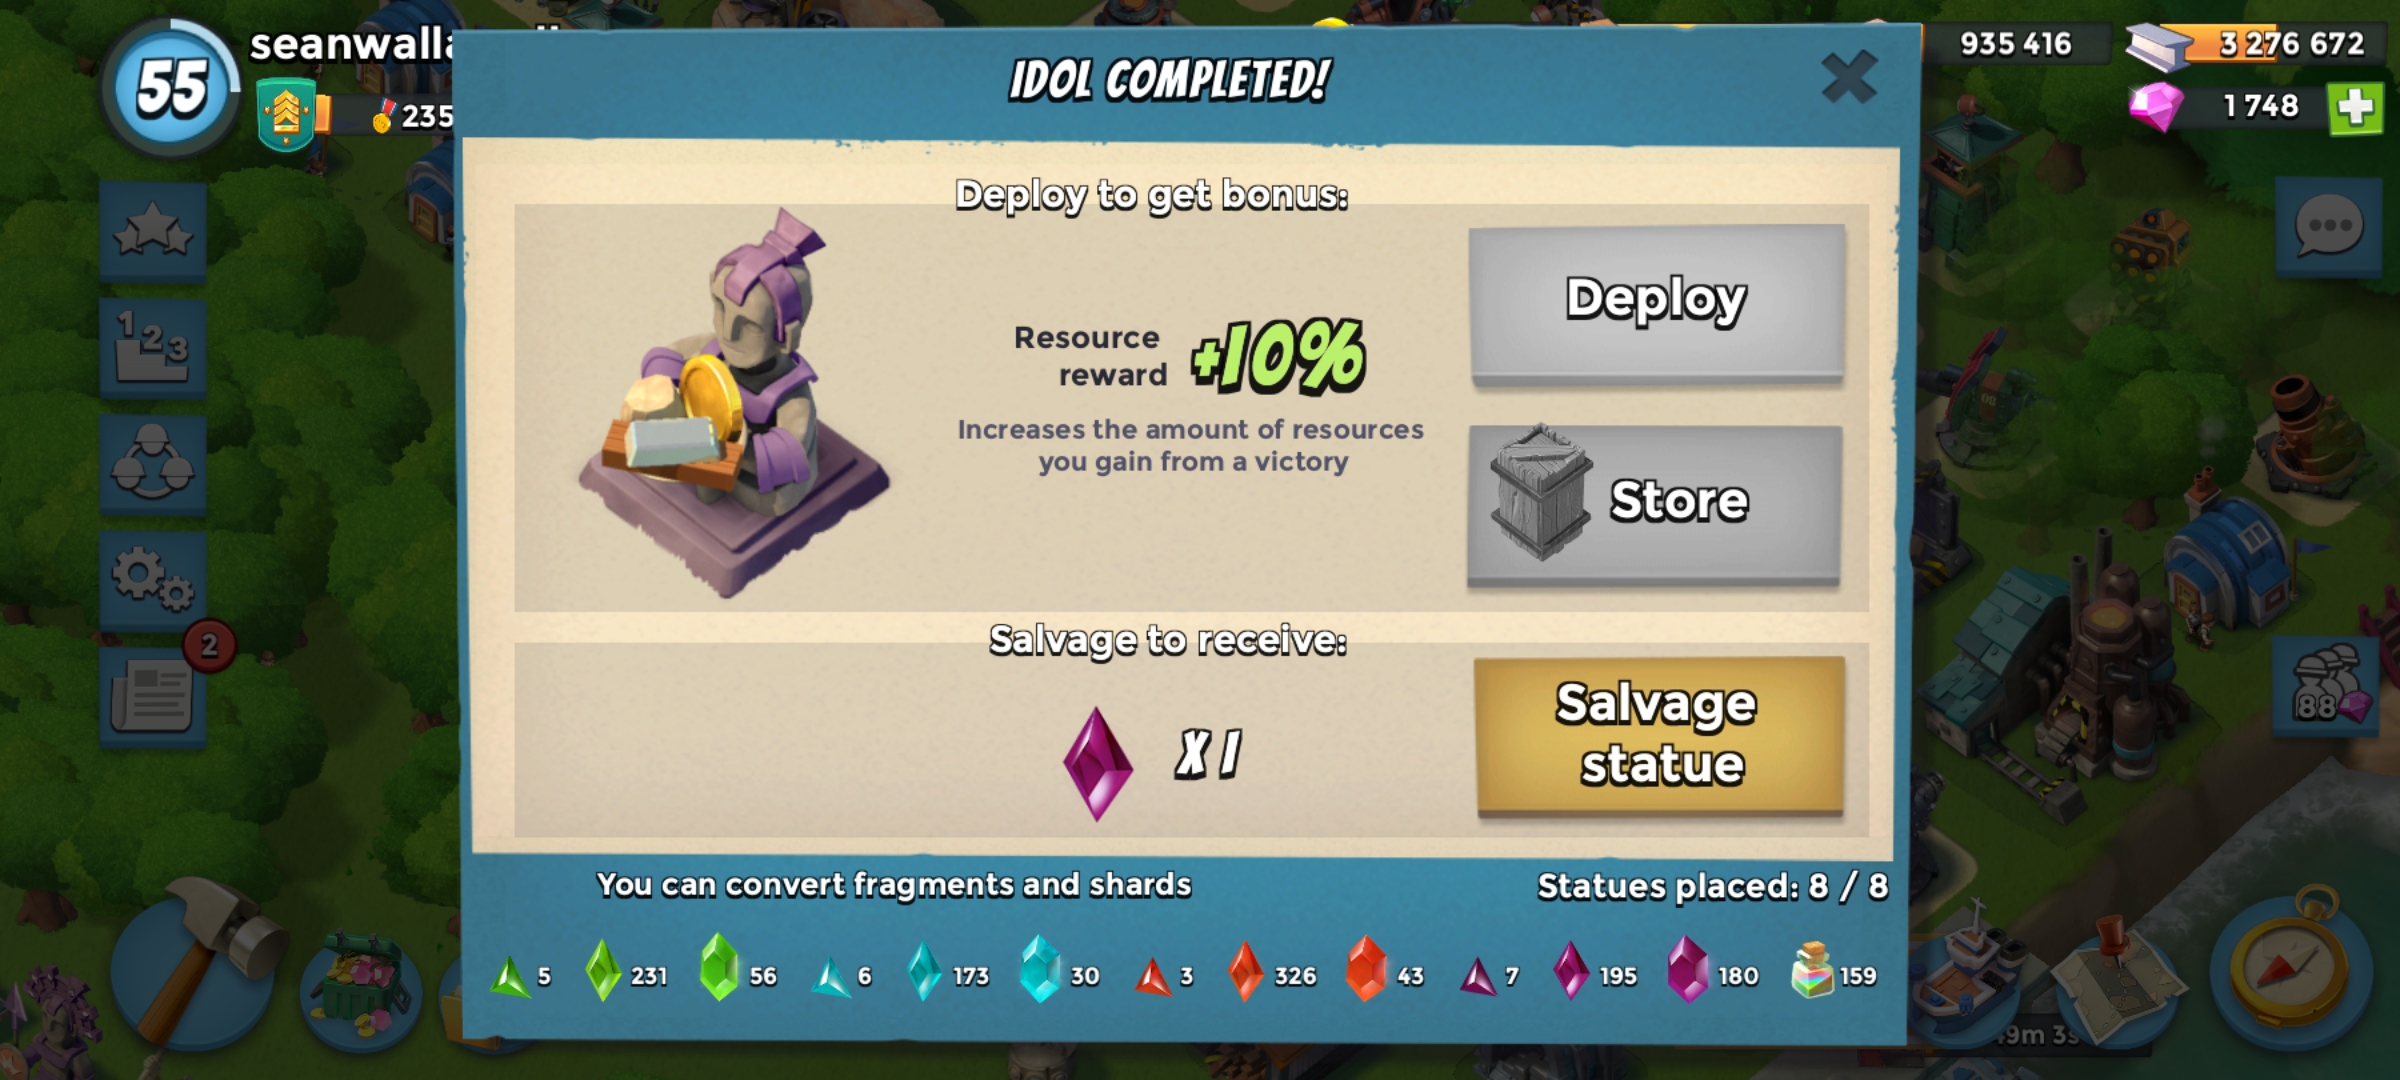 55
235
IDOL COMPLETED!
935 416
3 276 672
1 748
Deploy to get bonus:
Resource
reward
+10%
Increases the amount of resources
you gain from a victory
Deploy
Store
Salvage to receive:
X 1
Salvage
statue
1 2 3
2
88
You can convert fragments and shards
Statues placed: 8 / 8
5 231 56 6 173 30 3 326 43 7 195 180 159